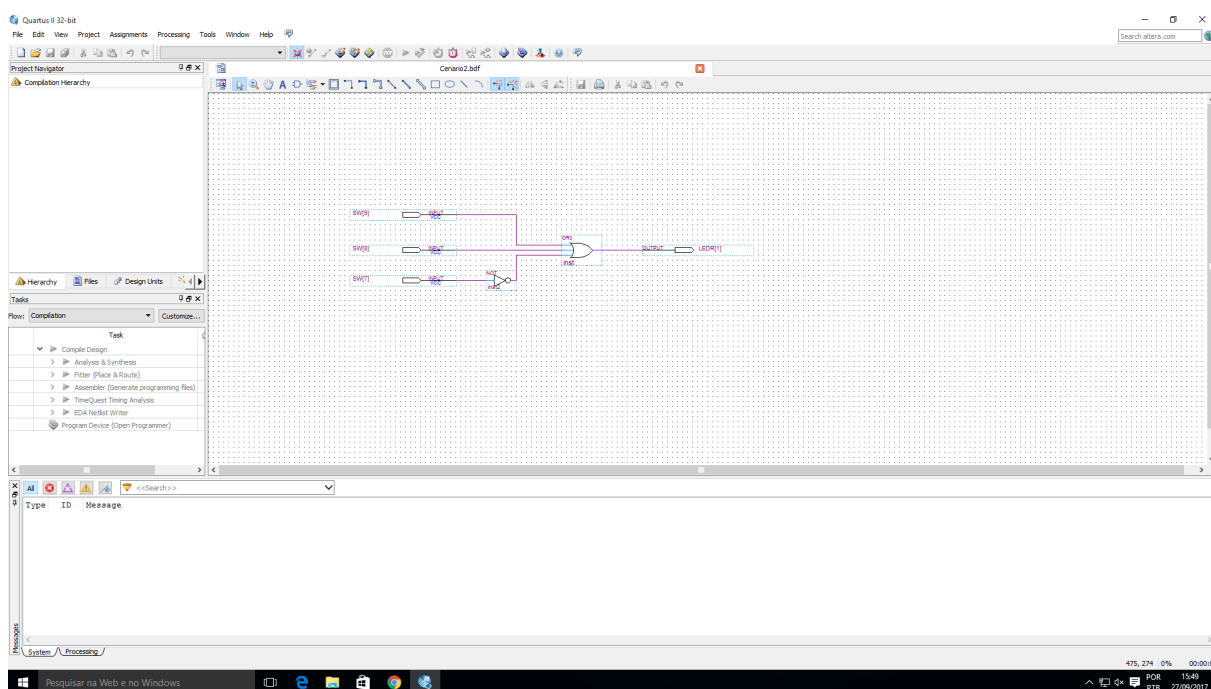 Quartus II 32-bit
File Edit View Project Assignments Processing Tools Window Help
Search altera.com
Project Navigator
Cenario2.bdf
Compilation Hierarchy
SW[9] INPUT
VCC
OR3
SW[8] INPUT
VCC
OUTPUT LEDR[1]
inst
SW[7] INPUT
VCC
NOT
inst2
Hierarchy Files Design Units
Tasks
Flow: Compilation Customize...
Task
Compile Design
Analysis & Synthesis
Fitter (Place & Route)
Assembler (Generate programming files)
TimeQuest Timing Analysis
EDA Netlist Writer
Program Device (Open Programmer)
All <<Search>>
Type ID Message
Messages
System Processing
475, 274 0% 00:00:
Pesquisar na Web e no Windows
POR 15:49
PTB 27/09/2017